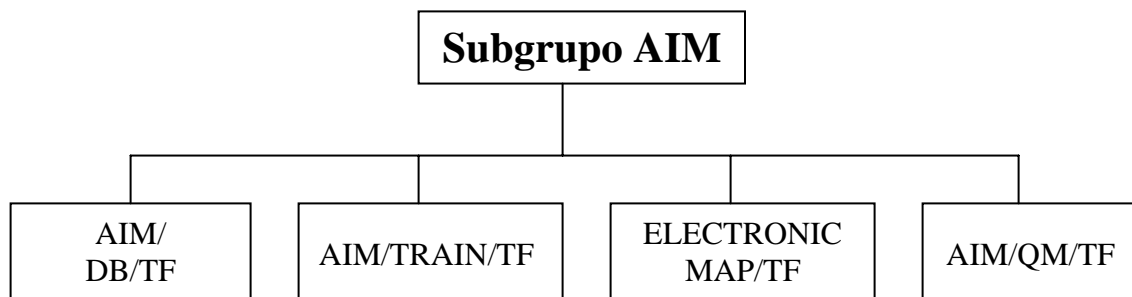 Subgrupo AIM
AIM/
DB/TF
AIM/TRAIN/TF
ELECTRONIC
MAP/TF
AIM/QM/TF